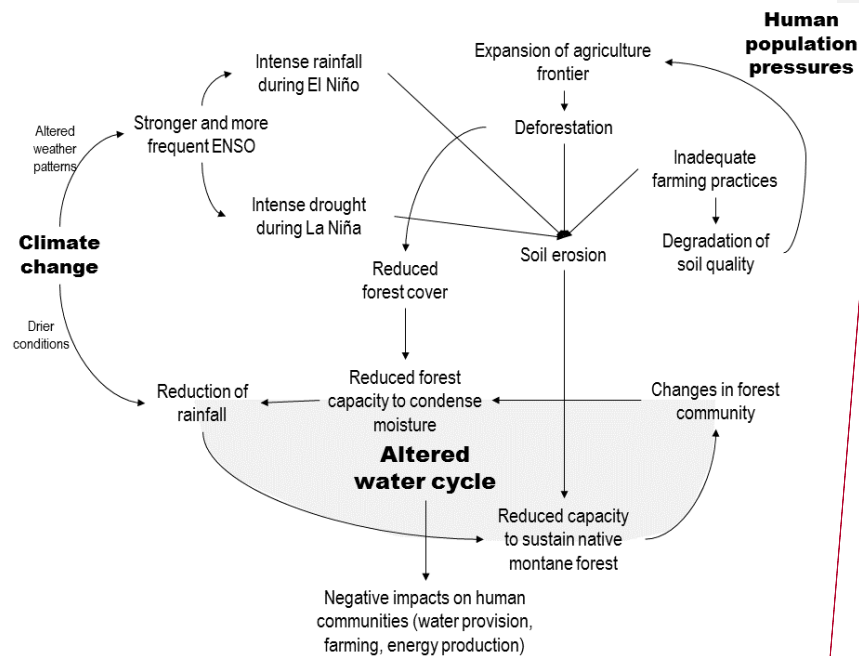 Human
population
pressures
Intense rainfall
during El Niño
Expansion of agriculture
frontier
Altered
weather
patterns
Stronger and more
frequent ENSO
Deforestation
Inadequate
farming practices
Intense drought
during La Niña
Climate
change
Soil erosion
Degradation of
soil quality
Reduced
forest cover
Drier
conditions
Reduction of
rainfall
Reduced forest
capacity to condense
moisture
Changes in forest
community
Altered
water cycle
Reduced capacity
to sustain native
montane forest
Negative impacts on human
communities (water provision,
farming, energy production)